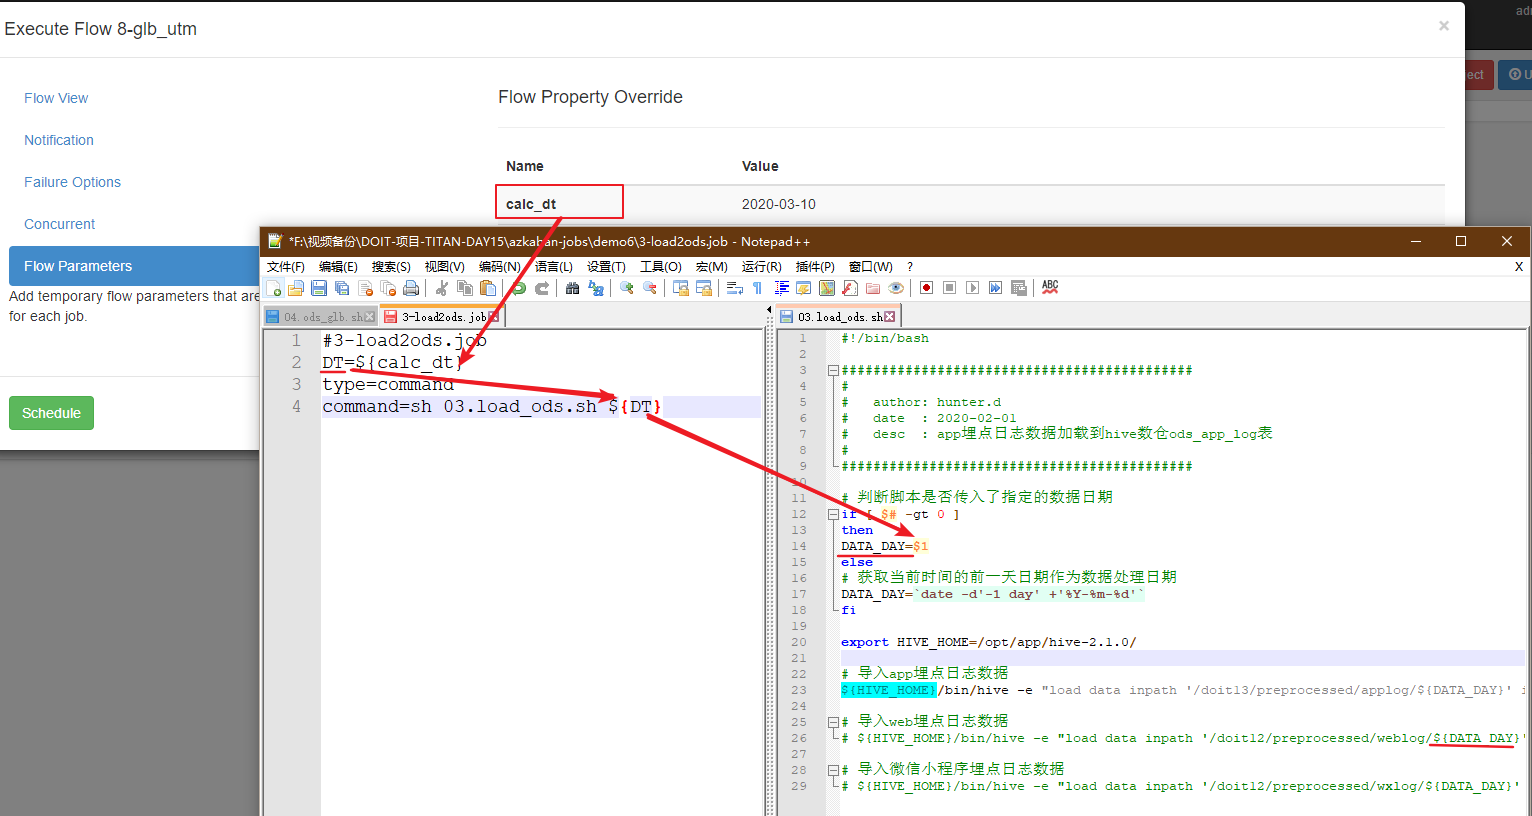 Execute Flow 8-glb_utm
×
Flow View
Notification
Failure Options
Concurrent
Flow Parameters
Add temporary flow parameters that are
for each job.
Schedule
Flow Property Override
Name Value
calc_dt 2020-03-10
*F:\视频备份\DOIT-项目-TITAN-DAY15\azkaban-jobs\demo6\3-load2ods.job - Notepad++
文件(F) 编辑(E) 搜索(S) 视图(V) 编码(N) 语言(L) 设置(T) 工具(O) 宏(M) 运行(R) 插件(P) 窗口(W) ? X
04.ods_glb.sh 3-load2ods.job
1 #3-load2ods.job
2 DT=${calc_dt}
3 type=command
4 command=sh 03.load_ods.sh ${DT}
03.load_ods.sh
1 #!/bin/bash
2
3 ############################################
4 #
5 # author: hunter.d
6 # date : 2020-02-01
7 # desc : app埋点日志数据加载到hive数仓ods_app_log表
8 #
9 ############################################
10
11 # 判断脚本是否传入了指定的数据日期
12 if [ $# -gt 0 ]
13 then
14 DATA_DAY=$1
15 else
16 # 获取当前时间的前一天日期作为数据处理日期
17 DATA_DAY=`date -d'-1 day' +'%Y-%m-%d'`
18 fi
19
20 export HIVE_HOME=/opt/app/hive-2.1.0/
21
22 # 导入app埋点日志数据
23 ${HIVE_HOME}/bin/hive -e "load data inpath '/doit13/preprocessed/applog/${DATA_DAY}' i
24
25 # 导入web埋点日志数据
26 # ${HIVE_HOME}/bin/hive -e "load data inpath '/doit12/preprocessed/weblog/${DATA_DAY}'
27
28 # 导入微信小程序埋点日志数据
29 # ${HIVE_HOME}/bin/hive -e "load data inpath '/doit12/preprocessed/wxlog/${DATA_DAY}'